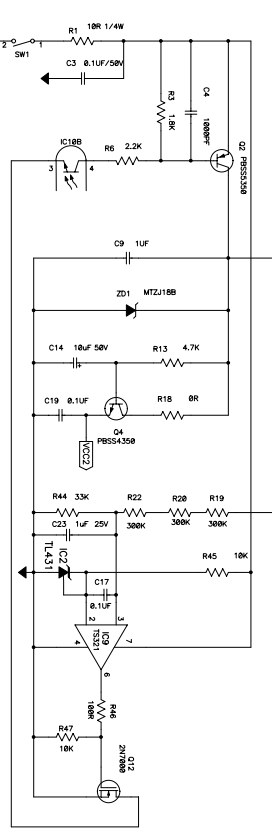 R1 10R 1/4W
2 1
SW1
C3 0.1UF/50V
R3
1.8K
C4
1000PF
Q2 PBSS5350
IC10B
R6 2.2K
3 4
C9 1UF
ZD1 MTZJ18B
C14 10uF 50V
+
R13 4.7K
C19 0.1UF
R18 0R
Q4
PBSS4350
VCC2
R44 33K
R22
300K
R20
300K
R19
300K
C23 1uF 25V
IC2
TL431
R45 10K
C17
0.1UF
2 3
IC9
TS321
4 7
6
R46
100R
R47
10K
Q12
2N7000